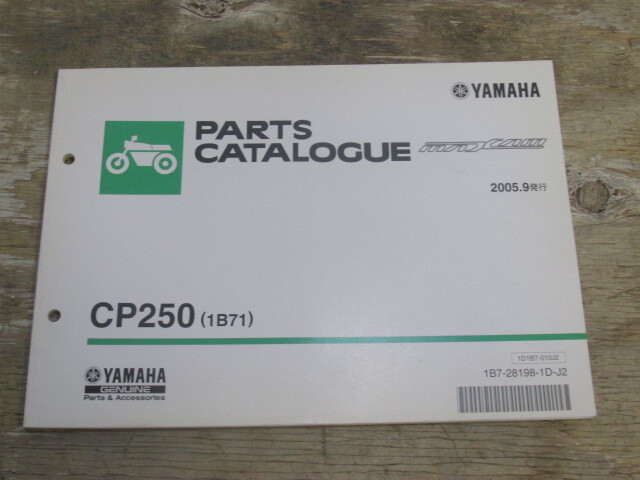 YAMAHA
PARTS
CATALOGUE
MAXAM
2005.9発行
CP250 (1B71)
YAMAHA
GENUINE
Parts & Accessories
1D1B7-010J2
1B7-28198-1D-J2